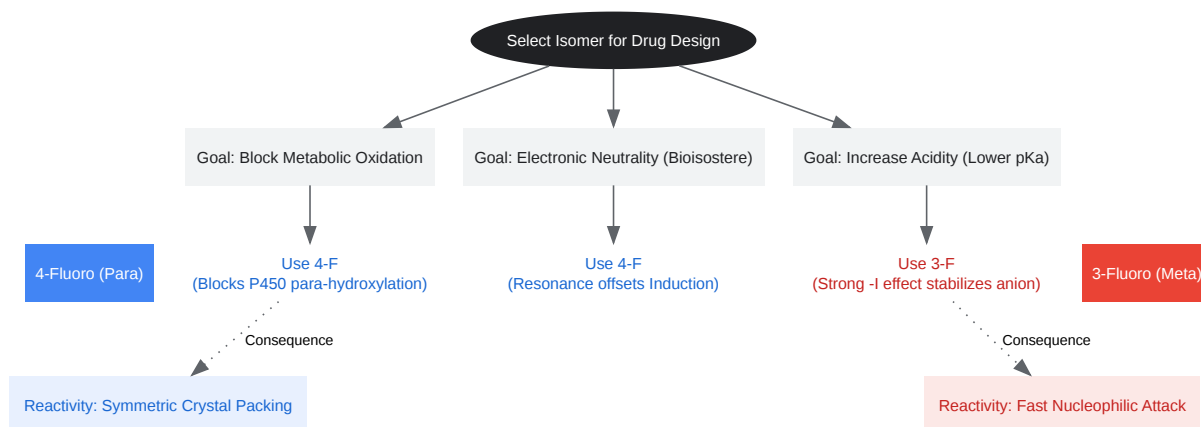 Select Isomer for Drug Design
Goal: Block Metabolic Oxidation
Goal: Electronic Neutrality (Bioisostere)
Goal: Increase Acidity (Lower pKa)
4-Fluoro (Para)
Use 4-F
(Blocks P450 para-hydroxylation)
Use 4-F
(Resonance offsets Induction)
Use 3-F
(Strong -I effect stabilizes anion)
3-Fluoro (Meta)
Consequence
Consequence
Reactivity: Symmetric Crystal Packing
Reactivity: Fast Nucleophilic Attack